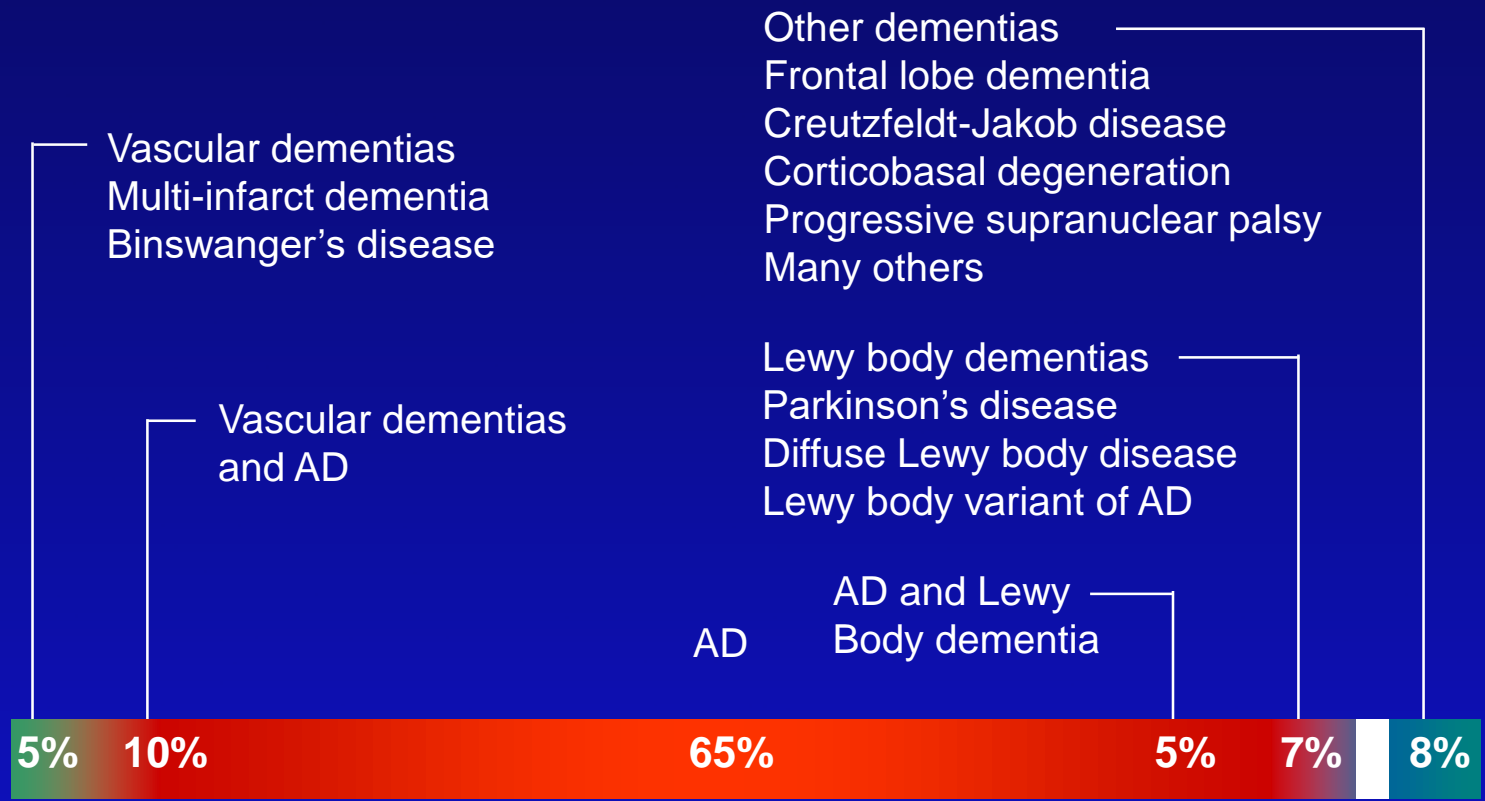 Other dementias
Frontal lobe dementia
Creutzfeldt-Jakob disease
Corticobasal degeneration
Progressive supranuclear palsy
Many others
Vascular dementias
Multi-infarct dementia
Binswanger’s disease
Lewy body dementias
Parkinson’s disease
Diffuse Lewy body disease
Lewy body variant of AD
Vascular dementias
and AD
AD and Lewy
Body dementia
AD
5% 10% 65% 5% 7% 8%